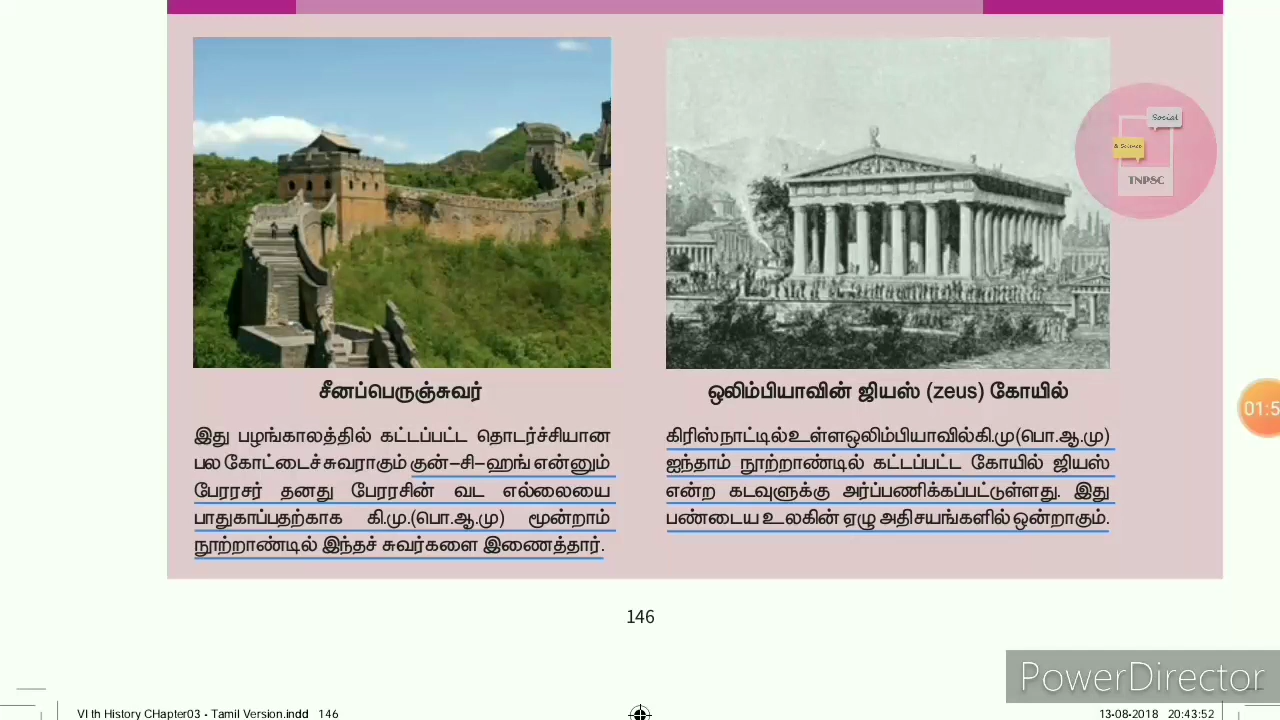 Social
& Science
TNPSC
சீனப்பெருஞ்சுவர்
இது பழங்காலத்தில் கட்டப்பட்ட தொடர்ச்சியான
பல கோட்டைச் சுவராகும் குன்–சி–ஹங் என்னும்
பேரரசர் தனது பேரரசின் வட எல்லையை
பாதுகாப்பதற்காக கி.மு.(பொ.ஆ.மு) மூன்றாம்
நூற்றாண்டில் இந்தச் சுவர்களை இணைத்தார்.
ஒலிம்பியாவின் ஜியஸ் (zeus) கோயில்
கிரிஸ் நாட்டில் உள்ள ஒலிம்பியாவில் கி.மு (பொ.ஆ.மு)
ஐந்தாம் நூற்றாண்டில் கட்டப்பட்ட கோயில் ஜியஸ்
என்ற கடவுளுக்கு அர்ப்பணிக்கப்பட்டுள்ளது. இது
பண்டைய உலகின் ஏழு அதிசயங்களில் ஒன்றாகும்.
01:5
146
PowerDirector
VI th History CHapter03 - Tamil Version.indd 146
13-08-2018 20:43:52